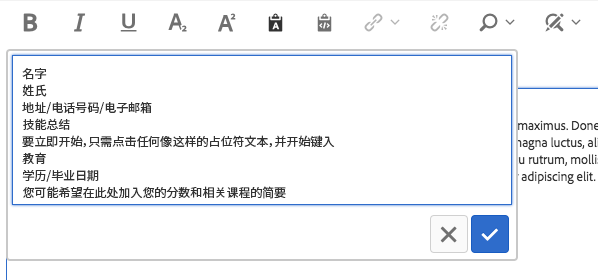 B I U A₂ A²
名字
姓氏
地址/电话号码/电子邮箱
技能总结
要立即开始,只需点击任何像这样的占位符文本,并开始键入
教育
学历/毕业日期
您可能希望在此处加入您的分数和相关课程的简要
maximus. Done
magna luctus, al
u rutrum, mollis
adipiscing elit.